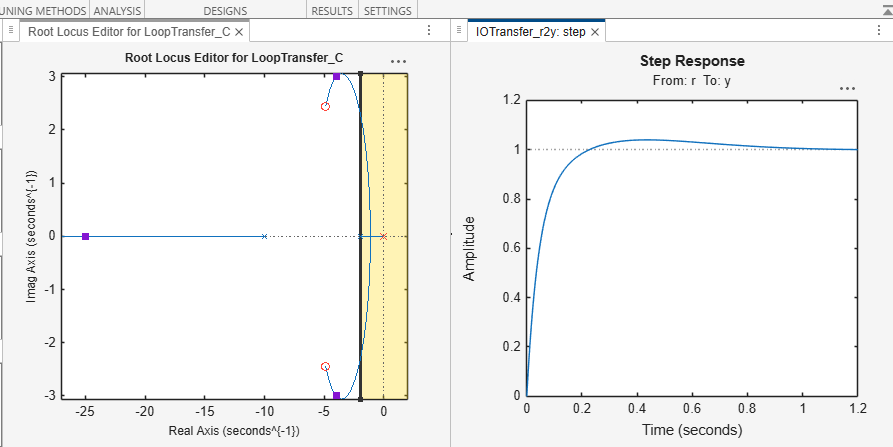 UNING METHODS ANALYSIS DESIGNS RESULTS SETTINGS
Root Locus Editor for LoopTransfer_C
IOTransfer_r2y: step
Root Locus Editor for LoopTransfer_C
3
2
1
0
-1
-2
-3
Imag Axis (seconds^{-1})
-25 -20 -15 -10 -5 0
Real Axis (seconds^{-1})
Step Response
From: r To: y
1.2
1
0.8
0.6
0.4
0.2
0
Amplitude
0 0.2 0.4 0.6 0.8 1 1.2
Time (seconds)